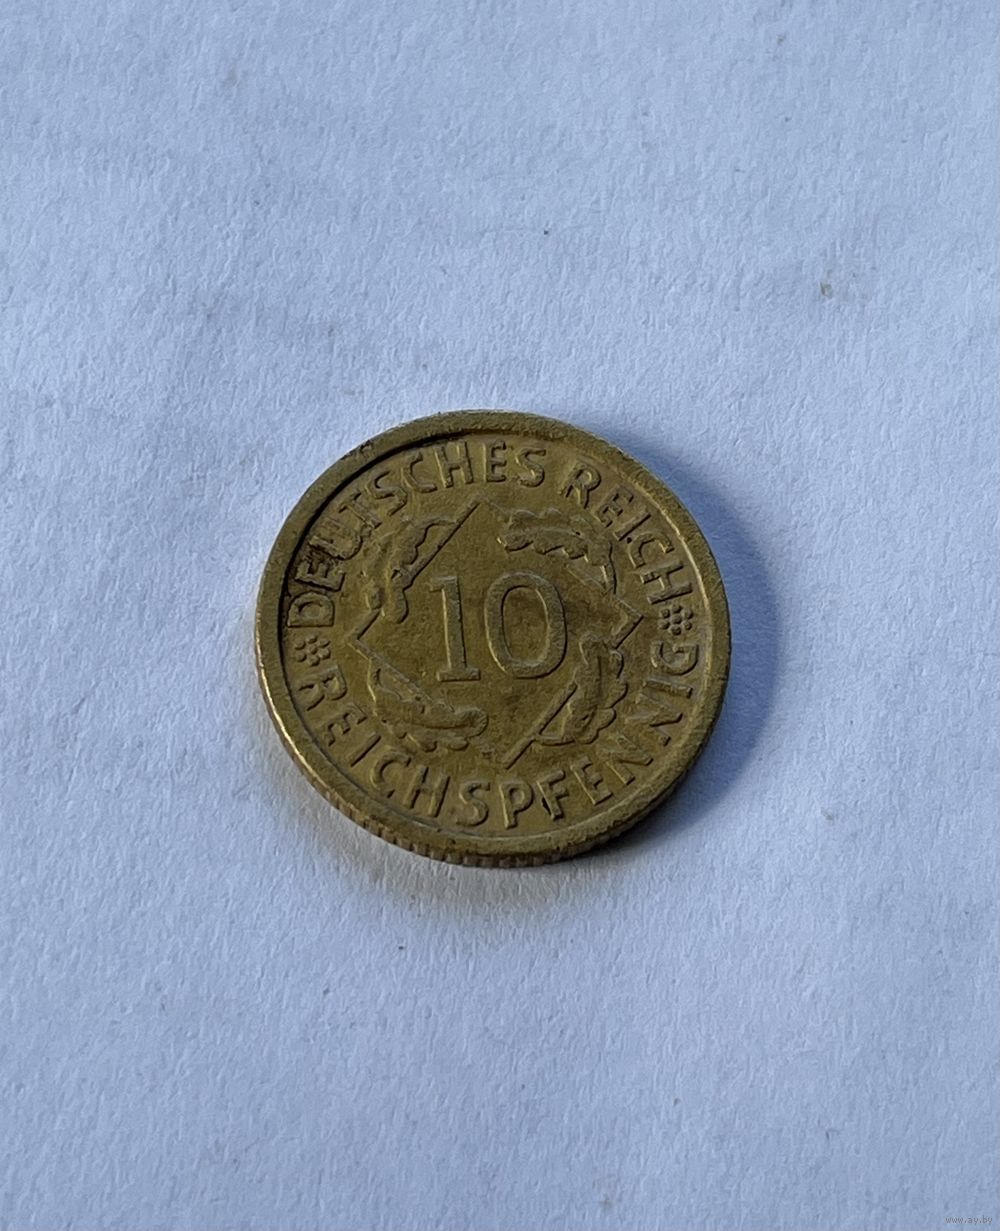 DEUTSCHES REICH
10
REICHSPFENNIG
www.ay.by